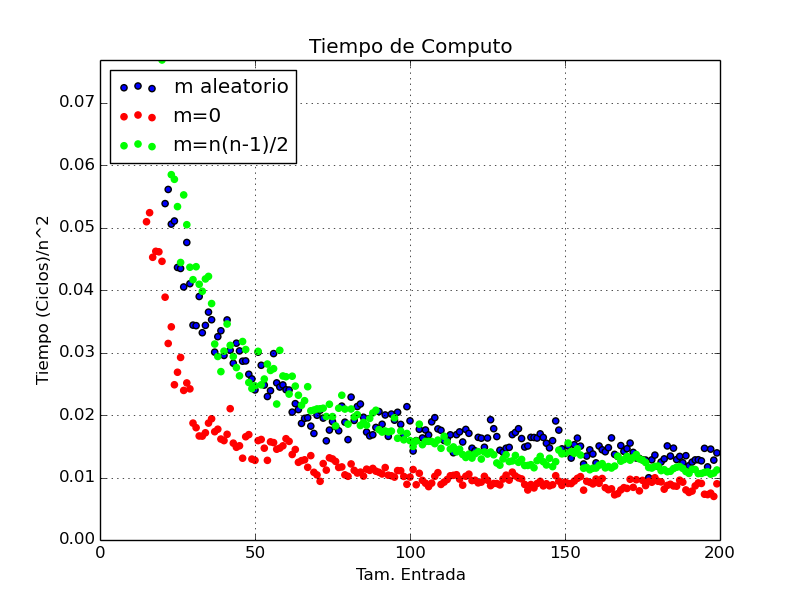 Tiempo de Computo
m aleatorio
m=0
m=n(n-1)/2
Tiempo (Ciclos)/n^2
0.07
0.06
0.05
0.04
0.03
0.02
0.01
0.00
0 50 100 150 200
Tam. Entrada